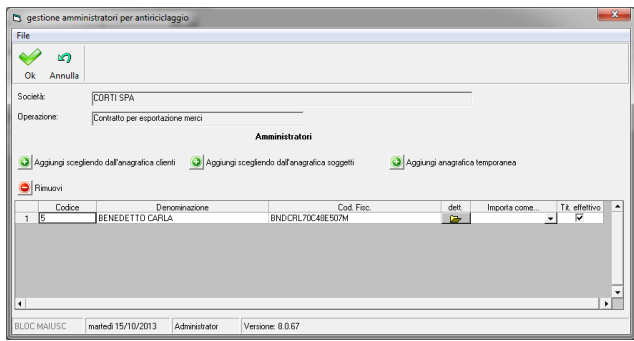 gestione amministratori per antiriciclaggio
File
Ok Annulla
Società: CORTI SPA
Operazione: Contratto per esportazione merci
Amministratori
Aggiungi scegliendo dall'anagrafica clienti Aggiungi scegliendo dall'anagrafica soggetti Aggiungi anagrafica temporanea
Rimuovi
Codice Denominazione Cod. Fisc. dett. Importa come... Tit. effettivo
1 5 BENEDETTO CARLA BNDCRL70C48E507M
BLOC MAIUSC martedì 15/10/2013 Administrator Versione: 8.0.67